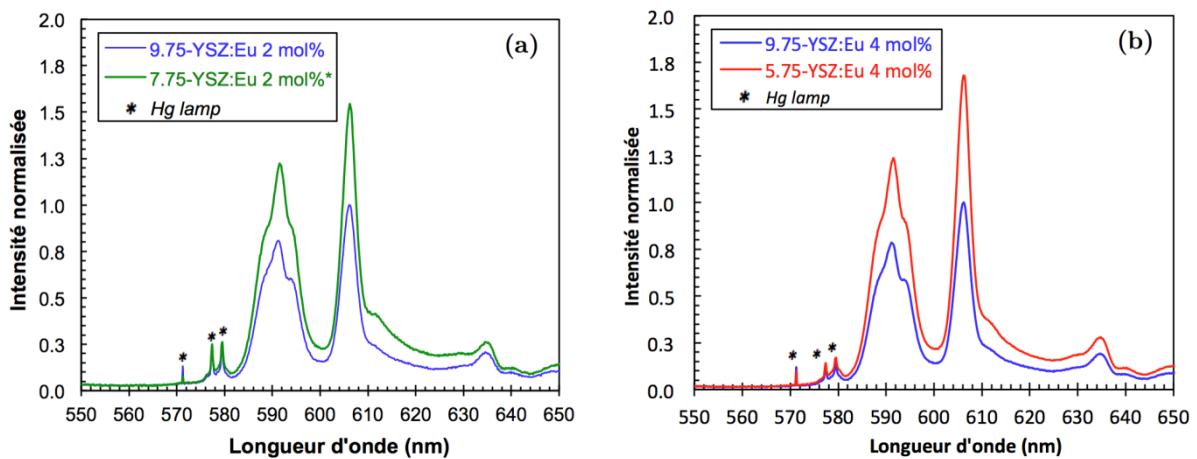 (a)
9.75-YSZ:Eu 2 mol%
7.75-YSZ:Eu 2 mol%*
* Hg lamp
Intensité normalisée
2.0
1.8
1.5
1.3
1.0
0.8
0.5
0.3
0.0
* * *
550 560 570 580 590 600 610 620 630 640 650
Longueur d'onde (nm)
(b)
9.75-YSZ:Eu 4 mol%
5.75-YSZ:Eu 4 mol%
* Hg lamp
Intensité normalisée
2.0
1.8
1.5
1.3
1.0
0.8
0.5
0.3
0.0
* * *
550 560 570 580 590 600 610 620 630 640 650
Longueur d'onde (nm)